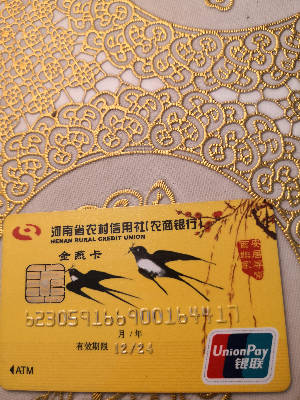 河南省农村信用社(农商银行)
HENAN RURAL CREDIT UNION
金燕卡
月/年
有效期限 12/24
ATM
UnionPay
银联